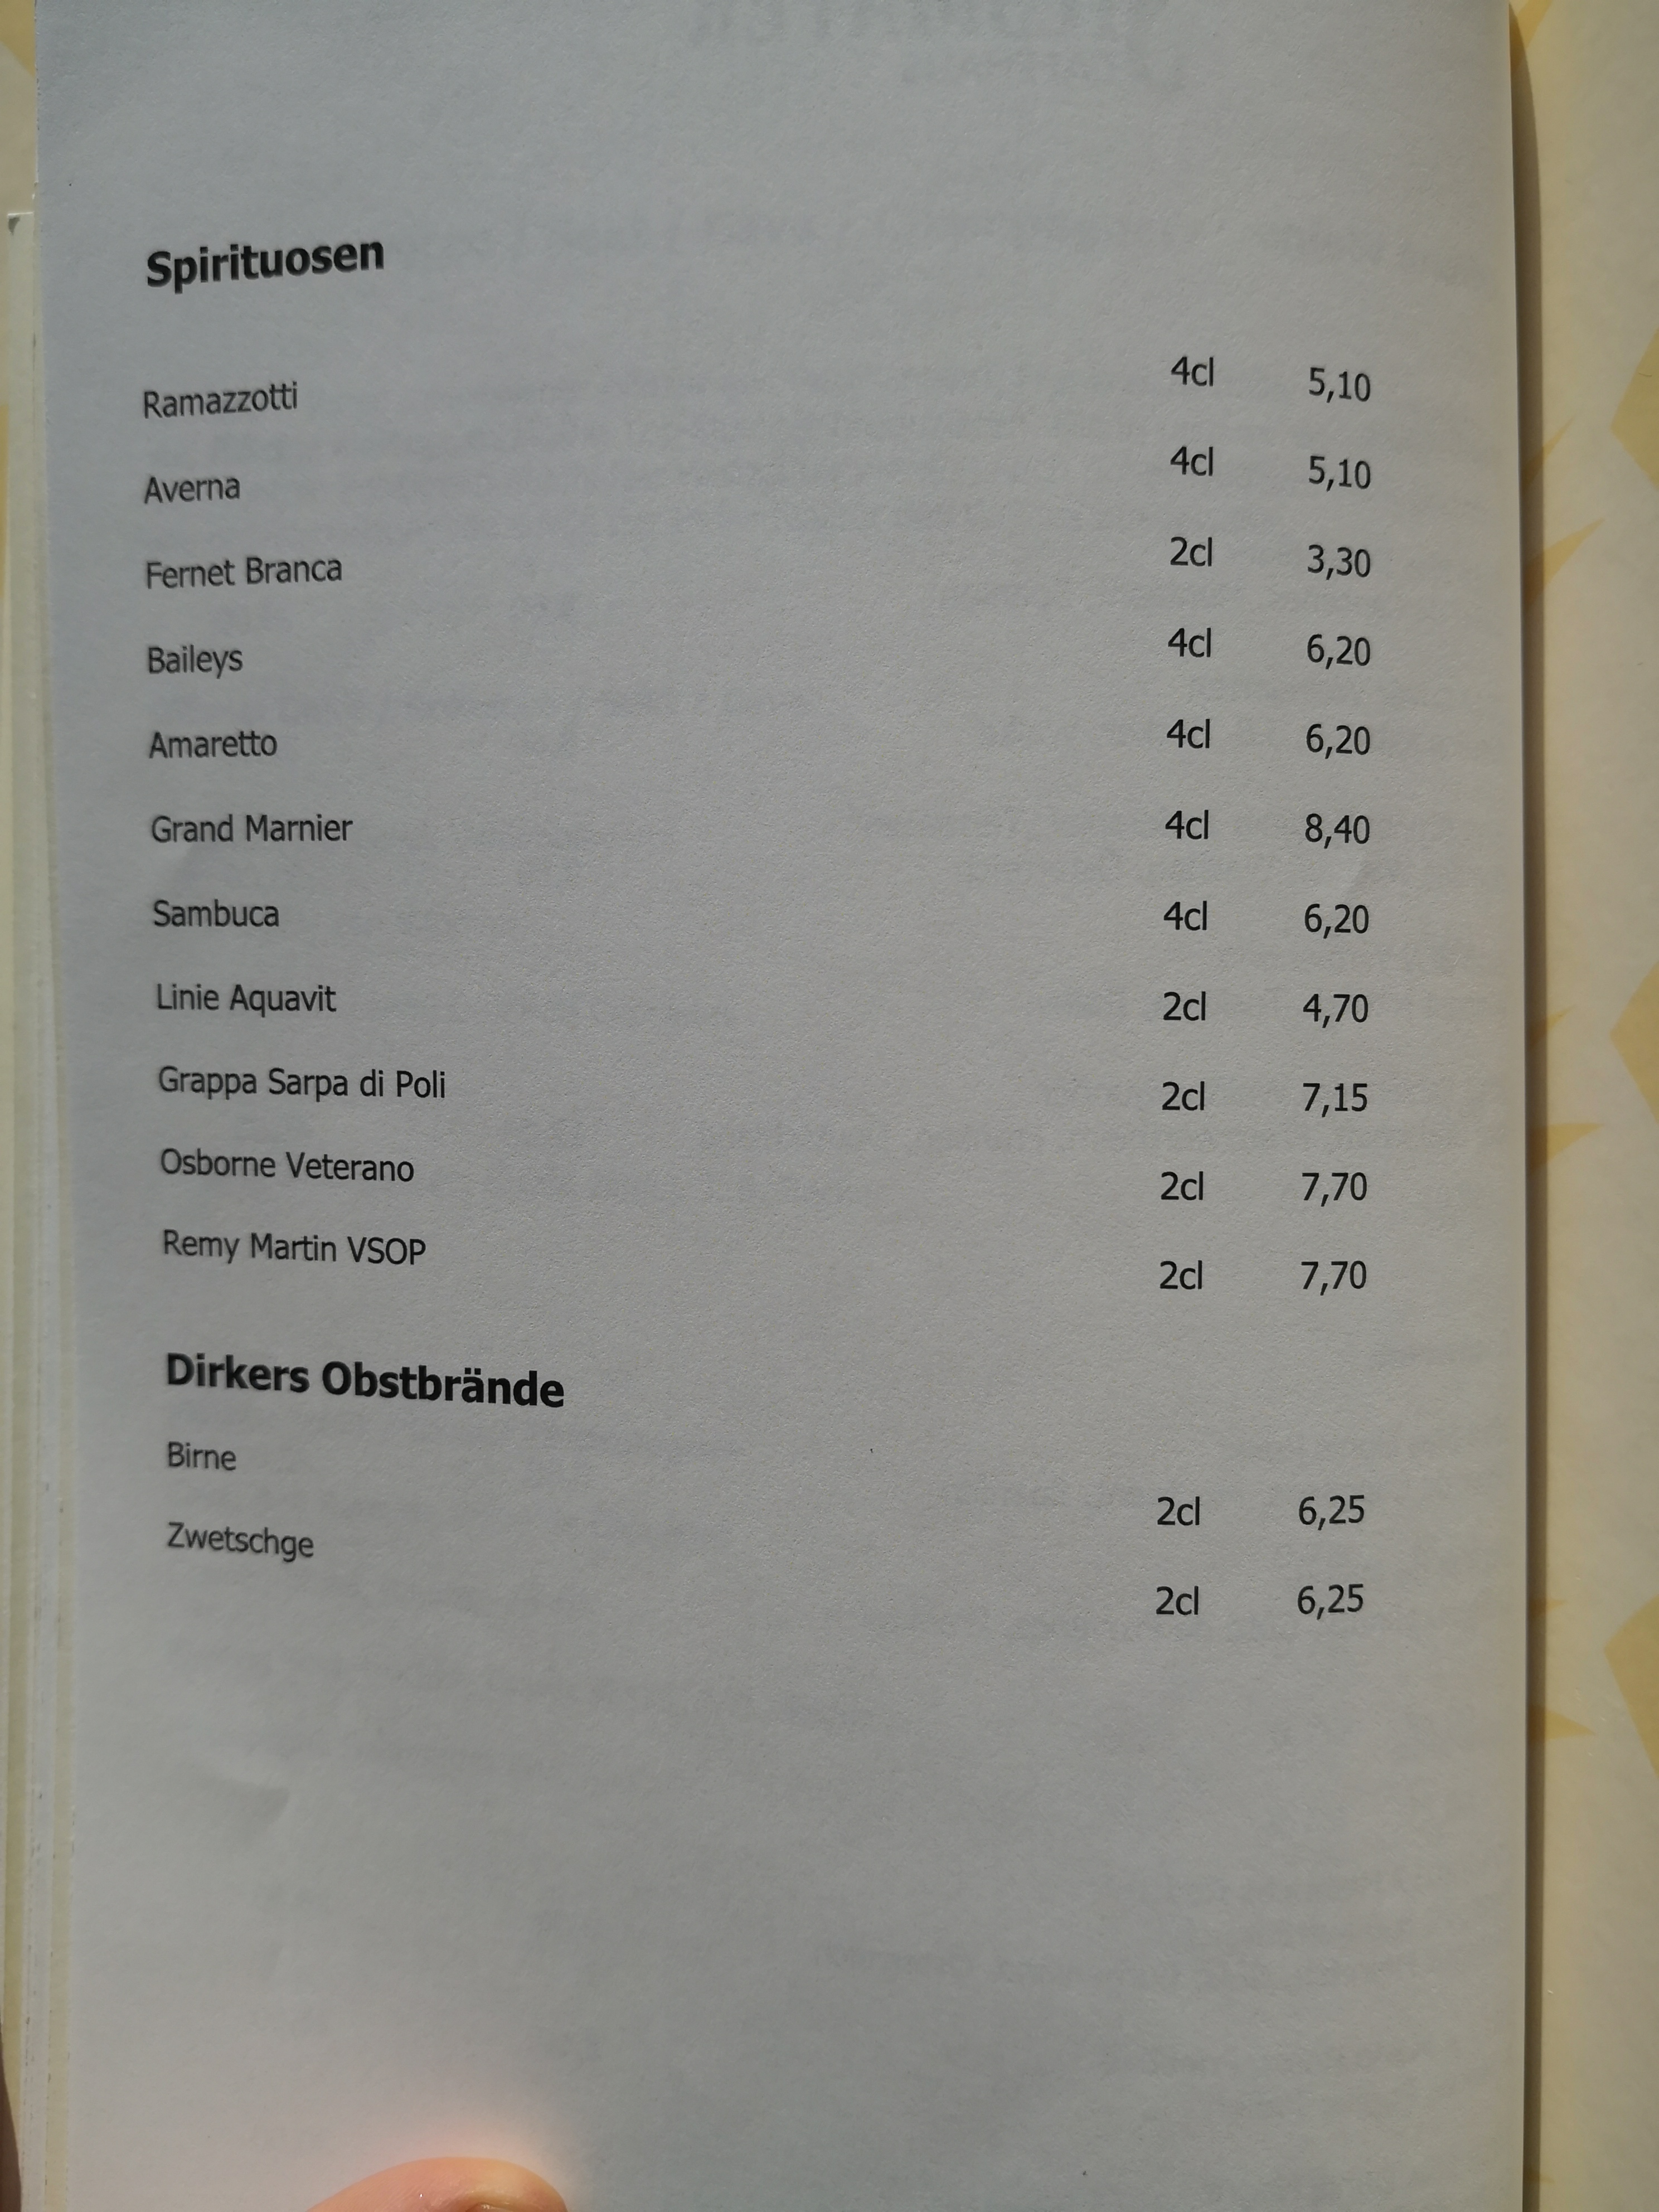 Spirituosen
Ramazzotti 4cl 5,10
Averna 4cl 5,10
Fernet Branca 2cl 3,30
Baileys 4cl 6,20
Amaretto 4cl 6,20
Grand Marnier 4cl 8,40
Sambuca 4cl 6,20
Linie Aquavit 2cl 4,70
Grappa Sarpa di Poli 2cl 7,15
Osborne Veterano 2cl 7,70
Remy Martin VSOP 2cl 7,70
Dirkers Obstbrände
Birne 2cl 6,25
Zwetschge 2cl 6,25